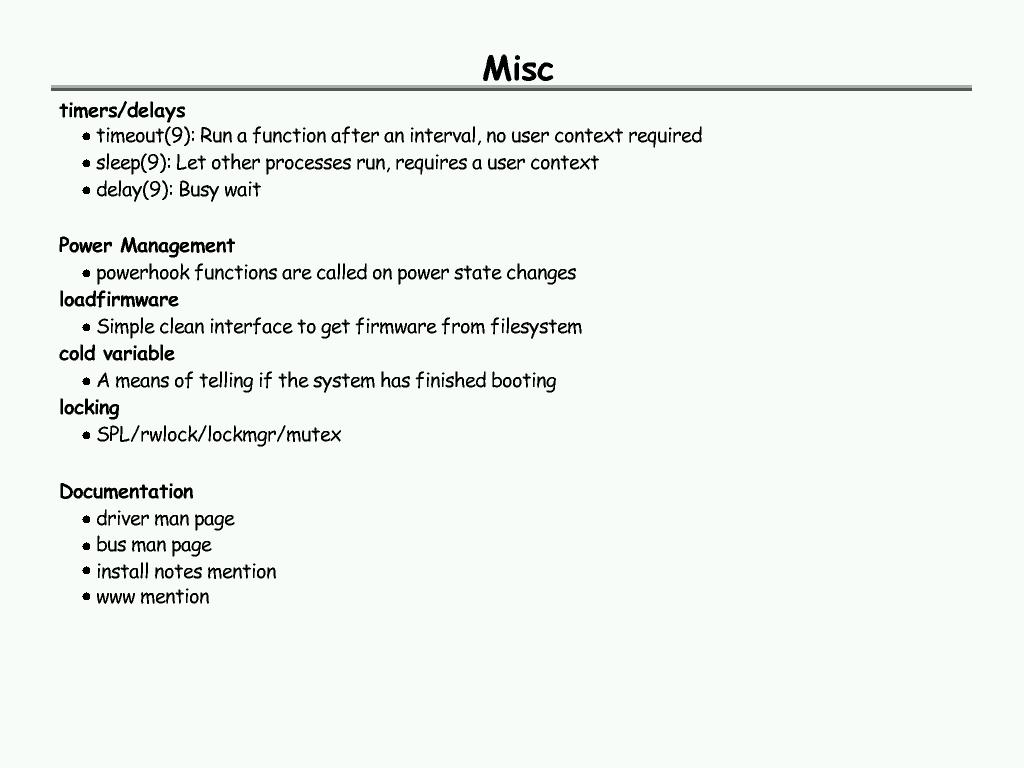 Misc
timers/delays
• timeout(9): Run a function after an interval, no user context required
• sleep(9): Let other processes run, requires a user context
• delay(9): Busy wait
Power Management
• powerhook functions are called on power state changes
loadfirmware
• Simple clean interface to get firmware from filesystem
cold variable
• A means of telling if the system has finished booting
locking
• SPL/rwlock/lockmgr/mutex
Documentation
• driver man page
• bus man page
• install notes mention
• www mention